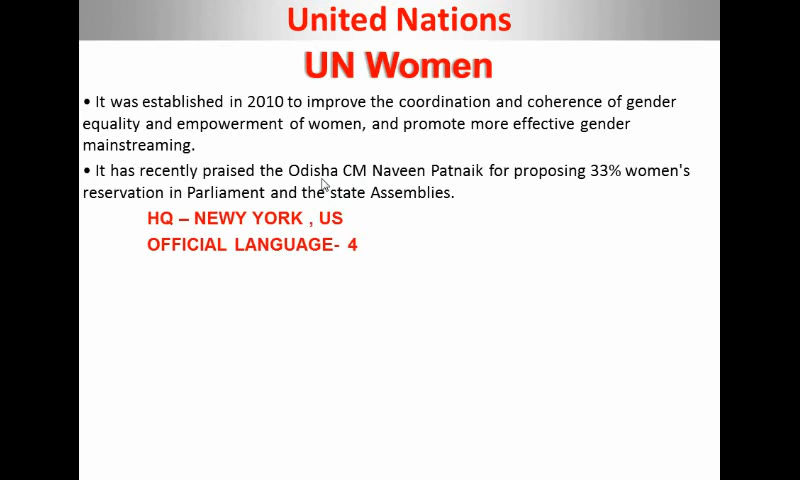 United Nations
UN Women
• It was established in 2010 to improve the coordination and coherence of gender
equality and empowerment of women, and promote more effective gender
mainstreaming.
• It has recently praised the Odisha CM Naveen Patnaik for proposing 33% women's
reservation in Parliament and the state Assemblies.
HQ – NEWY YORK , US
OFFICIAL LANGUAGE- 4